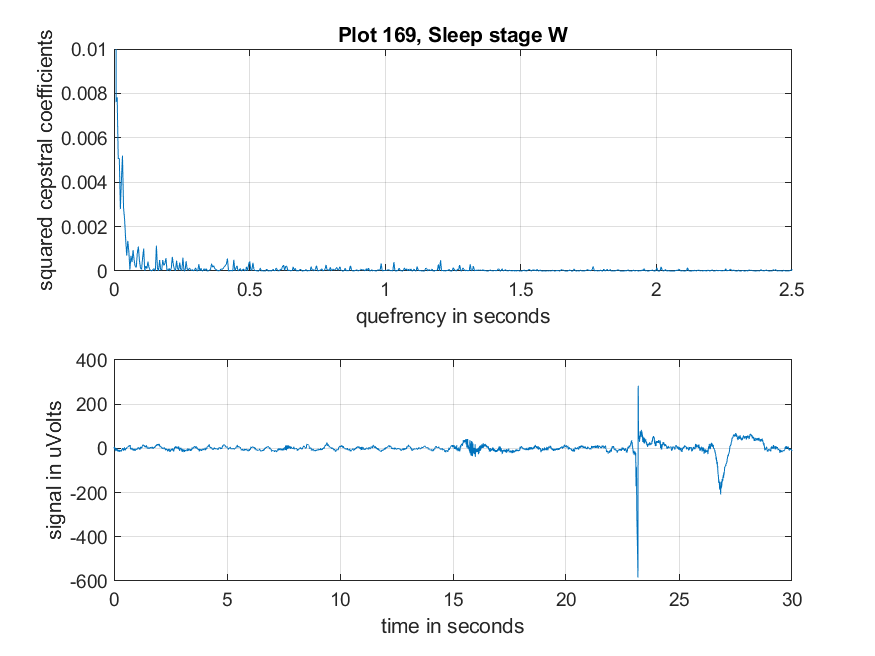 Plot 169, Sleep stage W
squared cepstral coefficients
0.01
0.008
0.006
0.004
0.002
0
0 0.5 1 1.5 2 2.5
quefrency in seconds
signal in uVolts
400
200
0
-200
-400
-600
0 5 10 15 20 25 30
time in seconds